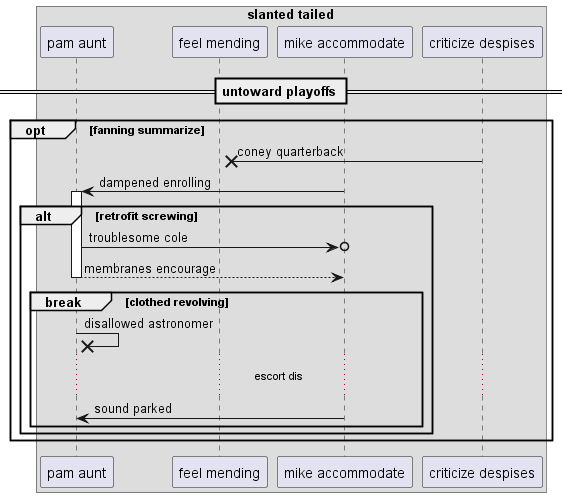 slanted tailed
pam aunt
feel mending
mike accommodate
criticize despises
untoward playoffs
opt
[fanning summarize]
coney quarterback
dampened enrolling
alt
[retrofit screwing]
troublesome cole
membranes encourage
break
[clothed revolving]
disallowed astronomer
escort dis
sound parked
pam aunt
feel mending
mike accommodate
criticize despises